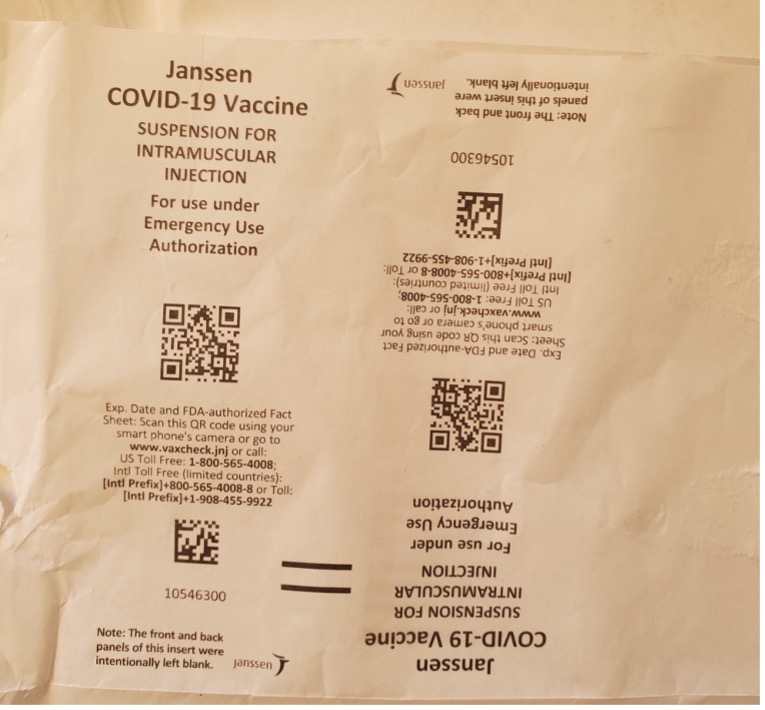 Janssen
COVID-19 Vaccine
SUSPENSION FOR
INTRAMUSCULAR
INJECTION
For use under
Emergency Use
Authorization
Exp. Date and FDA-authorized Fact
Sheet: Scan this QR code using your
smart phone's camera or go to
www.vaxcheck.jnj or call:
US Toll Free: 1-800-565-4008;
Intl Toll Free (limited countries):
[Intl Prefix]+800-565-4008-8 or Toll:
[Intl Prefix]+1-908-455-9922
10546300
Note: The front and back
panels of this insert were
intentionally left blank.
janssen
Janssen
COVID-19 Vaccine
SUSPENSION FOR
INTRAMUSCULAR
INJECTION
For use under
Emergency Use
Authorization
Exp. Date and FDA-authorized Fact
Sheet: Scan this QR code using your
smart phone's camera or go to
www.vaxcheck.jnj or call:
US Toll Free: 1-800-565-4008;
Intl Toll Free (limited countries):
[Intl Prefix]+800-565-4008-8 or Toll:
[Intl Prefix]+1-908-455-9922
10546300
Note: The front and back
panels of this insert were
intentionally left blank.
janssen